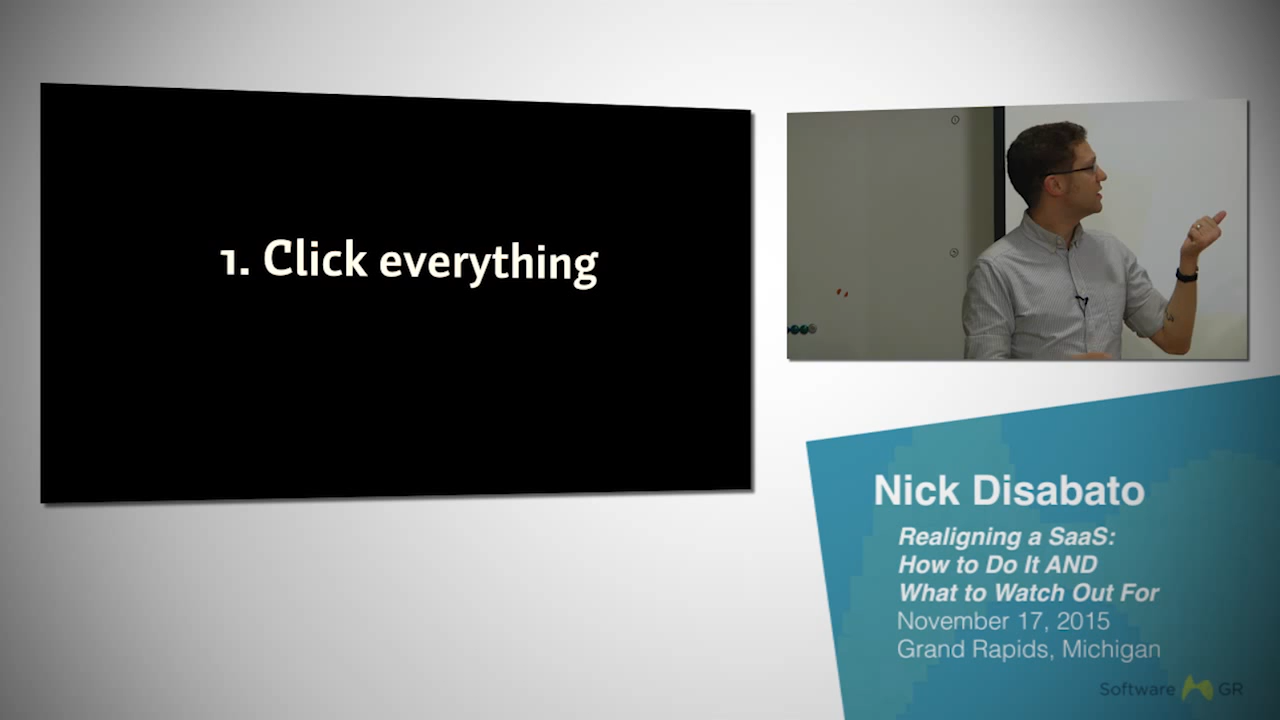 1. Click everything
Nick Disabato
Realigning a SaaS:
How to Do It AND
What to Watch Out For
November 17, 2015
Grand Rapids, Michigan
Software GR